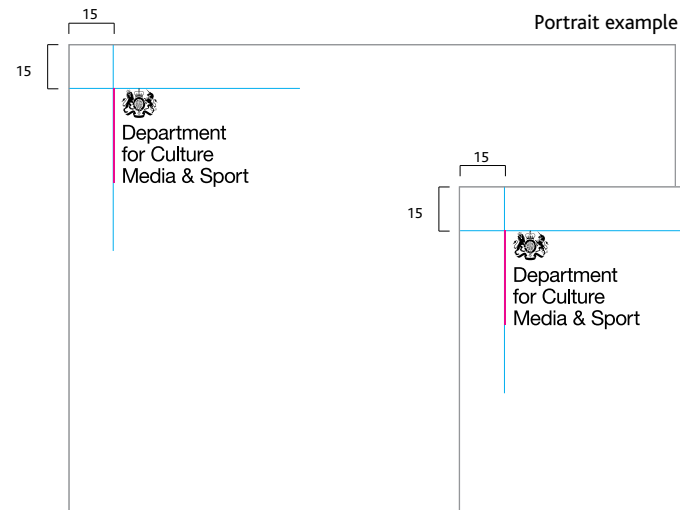 15
Portrait example
15
Department
for Culture
Media & Sport
15
15
Department
for Culture
Media & Sport